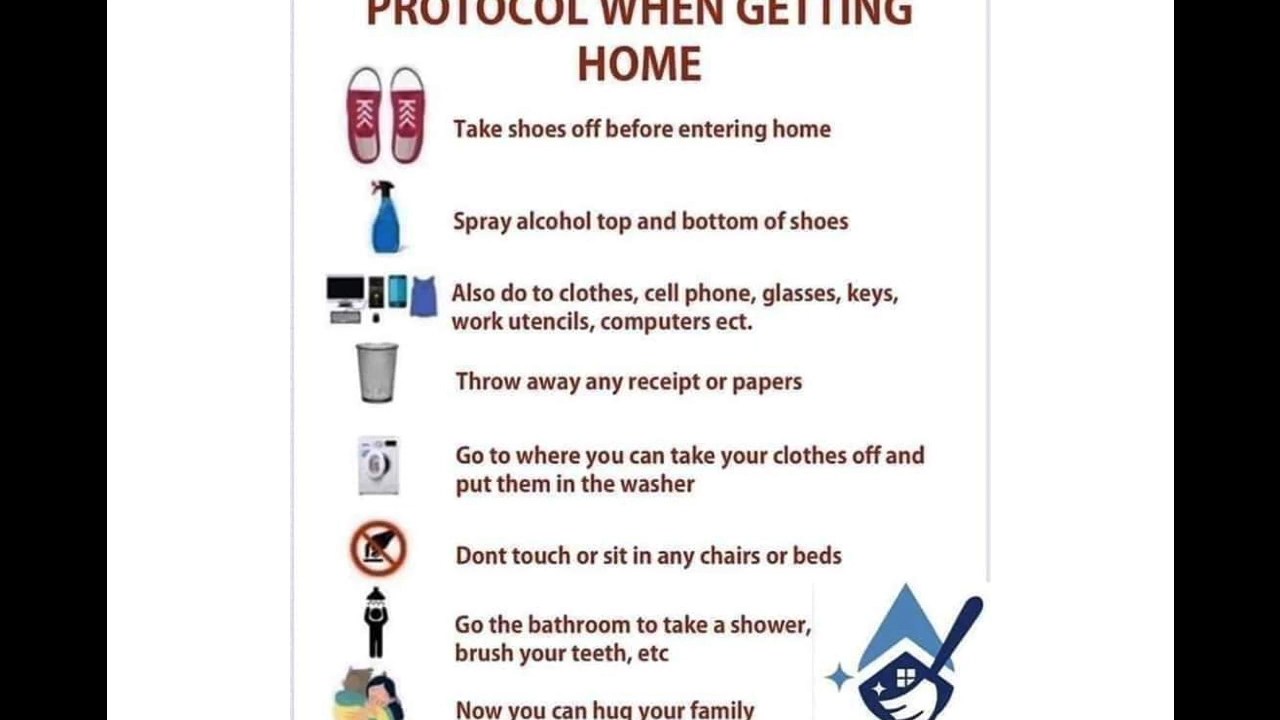 PROTOCOL WHEN GETTING
HOME
Take shoes off before entering home
Spray alcohol top and bottom of shoes
Also do to clothes, cell phone, glasses, keys,
work utencils, computers ect.
Throw away any receipt or papers
Go to where you can take your clothes off and
put them in the washer
Dont touch or sit in any chairs or beds
Go the bathroom to take a shower,
brush your teeth, etc
Now you can hug your family